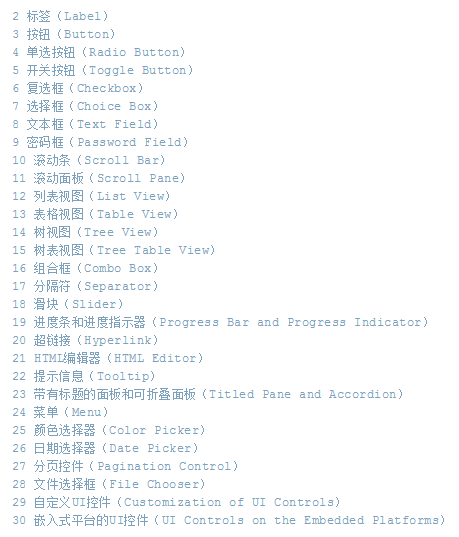 2 标签（Label）
3 按钮（Button）
4 单选按钮（Radio Button）
5 开关按钮（Toggle Button）
6 复选框（Checkbox）
7 选择框（Choice Box）
8 文本框（Text Field）
9 密码框（Password Field）
10 滚动条（Scroll Bar）
11 滚动面板（Scroll Pane）
12 列表视图（List View）
13 表格视图（Table View）
14 树视图（Tree View）
15 树表视图（Tree Table View）
16 组合框（Combo Box）
17 分隔符（Separator）
18 滑块（Slider）
19 进度条和进度指示器（Progress Bar and Progress Indicator）
20 超链接（Hyperlink）
21 HTML编辑器（HTML Editor）
22 提示信息（Tooltip）
23 带有标题的面板和可折叠面板（Titled Pane and Accordion）
24 菜单（Menu）
25 颜色选择器（Color Picker）
26 日期选择器（Date Picker）
27 分页控件（Pagination Control）
28 文件选择框（File Chooser）
29 自定义UI控件（Customization of UI Controls）
30 嵌入式平台的UI控件（UI Controls on the Embedded Platforms）